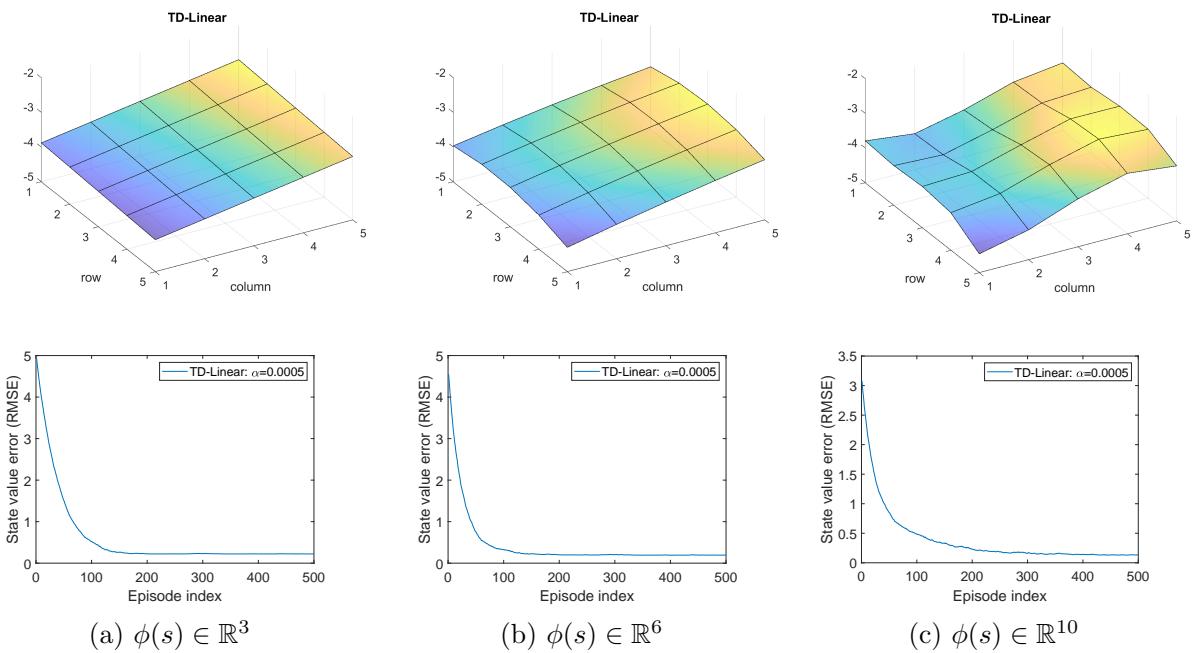 TD-Linear
-2
-3
-4
-5
1
2
3
4
5
row
1
2
3
4
5
column
TD-Linear
-2
-3
-4
-5
1
2
3
4
5
row
1
2
3
4
5
column
TD-Linear
-2
-3
-4
-5
1
2
3
4
5
row
1
2
3
4
5
column
5
4
3
2
1
0
State value error (RMSE)
TD-Linear: α=0.0005
0 100 200 300 400 500
Episode index
(a) ϕ(s) ∈ ℝ³
5
4
3
2
1
0
State value error (RMSE)
TD-Linear: α=0.0005
0 100 200 300 400 500
Episode index
(b) ϕ(s) ∈ ℝ⁶
3.5
3
2.5
2
1.5
1
0.5
0
State value error (RMSE)
TD-Linear: α=0.0005
0 100 200 300 400 500
Episode index
(c) ϕ(s) ∈ ℝ¹⁰